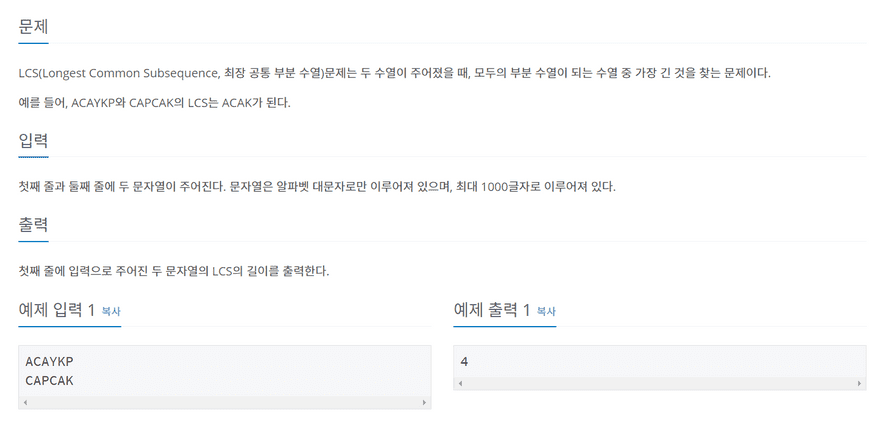 문제
LCS(Longest Common Subsequence, 최장 공통 부분 수열)문제는 두 수열이 주어졌을 때, 모두의 부분 수열이 되는 수열 중 가장 긴 것을 찾는 문제이다.
예를 들어, ACAYKP와 CAPCAK의 LCS는 ACAK가 된다.
입력
첫째 줄과 둘째 줄에 두 문자열이 주어진다. 문자열은 알파벳 대문자로만 이루어져 있으며, 최대 1000글자로 이루어져 있다.
출력
첫째 줄에 입력으로 주어진 두 문자열의 LCS의 길이를 출력한다.
예제 입력 1 복사
ACAYKP
CAPCAK
예제 출력 1 복사
4